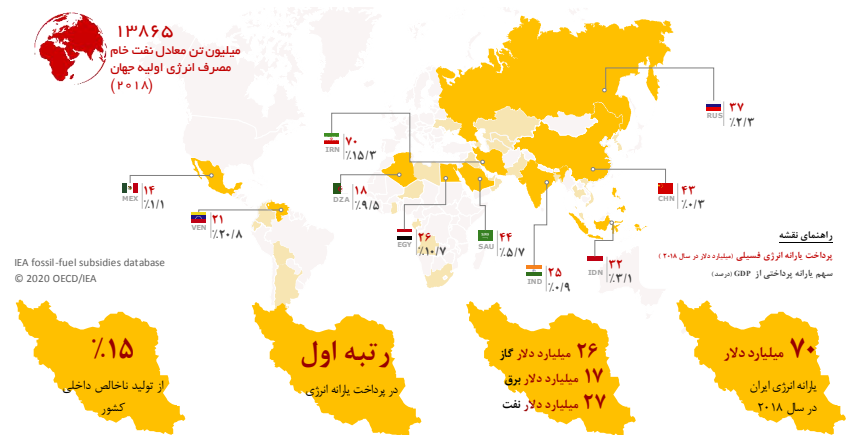 ۱۳۸۶۵
میلیون تن معادل نفت خام
مصرف انرژی اولیه جهان
(۲۰۱۸)
۳۷
RUS
٪۲/۳
۷۰
IRN
٪۱۵/۳
۱۴
MEX
٪۱/۱
۱۸
DZA
٪۹/۵
۴۳
CHN
٪۰/۳
۲۱
VEN
٪۲۰/۸
۲۶
EGY
٪۱۰/۷
۴۴
SAU
٪۵/۷
۲۵
IND
٪۰/۹
۳۲
IDN
٪۳/۱
راهنمای نقشه
پرداخت یارانه انرژی فسیلی (میلیارد دلار در سال ۲۰۱۸)
سهم یارانه پرداختی از GDP (درصد)
IEA fossil-fuel subsidies database
© 2020 OECD/IEA
۷۰ میلیارد دلار
یارانه انرژی ایران
در سال ۲۰۱۸
۲۶ میلیارد دلار گاز
۱۷ میلیارد دلار برق
۲۷ میلیارد دلار نفت
رتبه اول
در پرداخت یارانه انرژی
٪۱۵
از تولید ناخالص داخلی
کشور